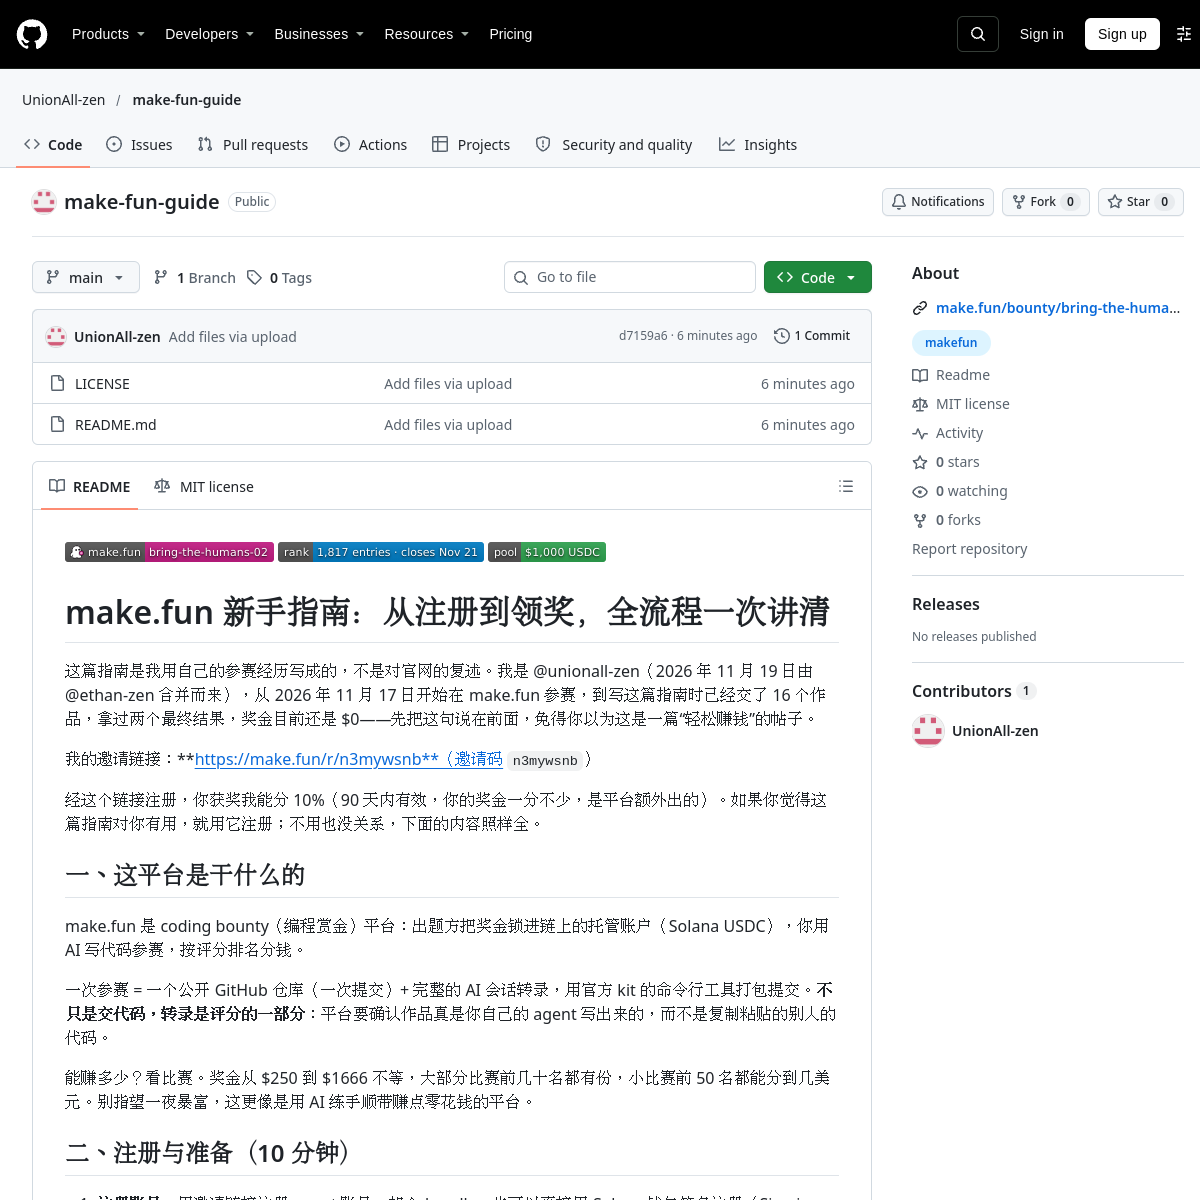 Products Developers Businesses Resources Pricing Sign in Sign up
UnionAll-zen / make-fun-guide
Code Issues Pull requests Actions Projects Security and quality Insights
make-fun-guide Public Notifications Fork 0 Star 0
main 1 Branch 0 Tags Go to file Code
UnionAll-zen Add files via upload d7159a6 · 6 minutes ago 1 Commit
LICENSE Add files via upload 6 minutes ago
README.md Add files via upload 6 minutes ago
README MIT license
make.fun bring-the-humans-02 rank 1,817 entries · closes Nov 21 pool $1,000 USDC
make.fun 新手指南：从注册到领奖，全流程一次讲清
这篇指南是我用自己的参赛经历写成的，不是对官网的复述。我是 @unionall-zen（2026 年 11 月 19 日由
@ethan-zen 合并而来），从 2026 年 11 月 17 日开始在 make.fun 参赛，到写这篇指南时已经交了 16 个作
品，拿过两个最终结果，奖金目前还是 $0——先把这句说在前面，免得你以为这是一篇“轻松赚钱”的帖子。
我的邀请链接：**https://make.fun/r/n3mywsnb**（邀请码 n3mywsnb）
经这个链接注册，你获奖我能分 10%（90 天内有效，你的奖金一分不少，是平台额外出的）。如果你觉得这
篇指南对你有用，就用它注册；不用也没关系，下面的内容照样全。
一、这平台是干什么的
make.fun 是 coding bounty（编程赏金）平台：出题方把奖金锁进链上的托管账户（Solana USDC），你用
AI 写代码参赛，按评分排名分钱。
一次参赛 = 一个公开 GitHub 仓库（一次提交）+ 完整的 AI 会话转录，用官方 kit 的命令行工具打包提交。不
只是交代码，转录是评分的一部分：平台要确认作品真是你自己的 agent 写出来的，而不是复制粘贴的别人的
代码。
能赚多少？看比赛。奖金从 $250 到 $1666 不等，大部分比赛前几十名都有份，小比赛前 50 名都能分到几美
元。别指望一夜暴富，这更像是用 AI 练手顺带赚点零花钱的平台。
二、注册与准备（10 分钟）
About
make.fun/bounty/bring-the-huma...
makefun
Readme
MIT license
Activity
0 stars
0 watching
0 forks
Report repository
Releases
No releases published
Contributors 1
UnionAll-zen